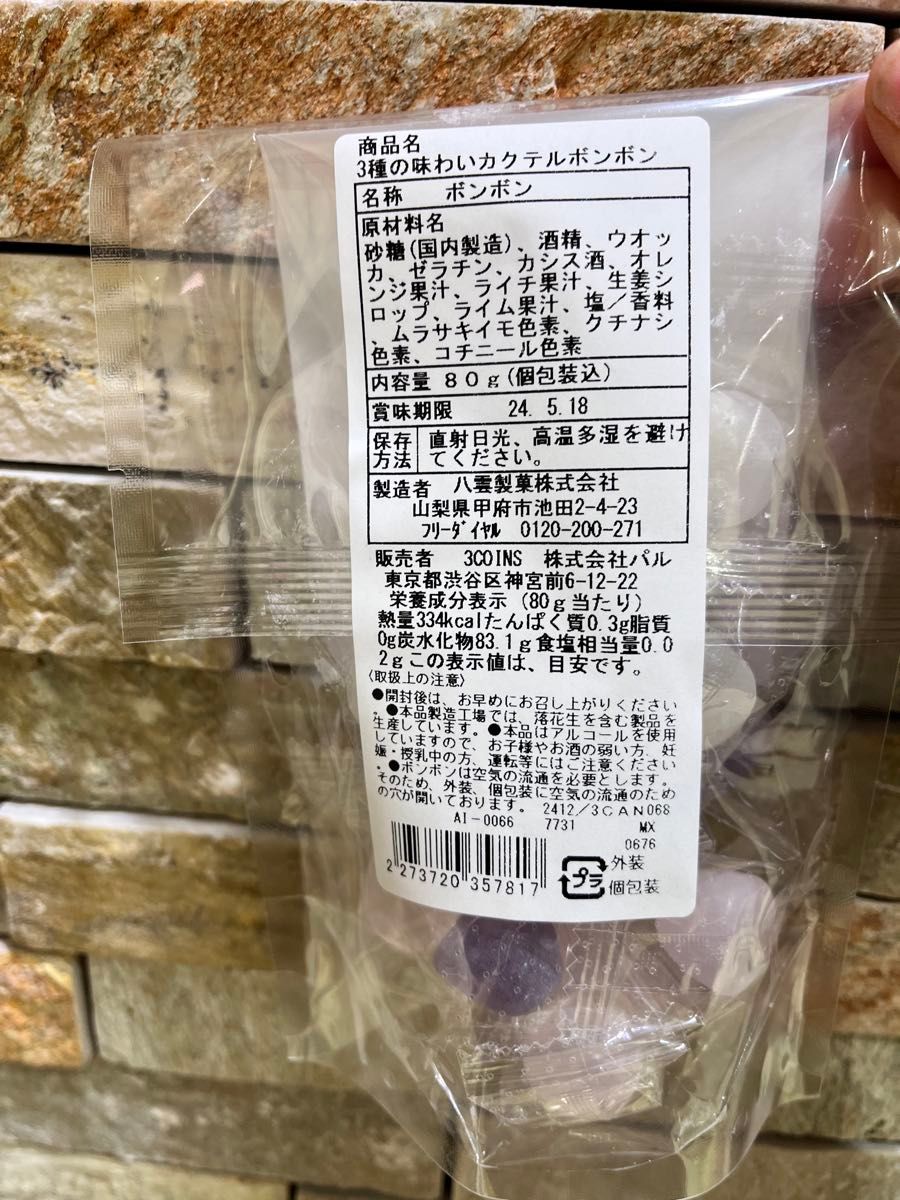 商品名
3種の味わいカクテルボンボン
名称 ボンボン
原材料名
砂糖(国内製造)、酒精、ウオッ
カ、ゼラチン、カシス酒、オレ
ンジ果汁、ライチ果汁、生姜シ
ロップ、ライム果汁、塩／香料
、ムラサキイモ色素、クチナシ
色素、コチニール色素
内容量 80g(個包装込)
賞味期限 24. 5.18
保存方法 直射日光、高温多湿を避け
てください。
製造者 八雲製菓株式会社
山梨県甲府市池田2-4-23
フリーダイヤル 0120-200-271
販売者 3COINS 株式会社パル
東京都渋谷区神宮前6-12-22
栄養成分表示 (80g当たり)
熱量334kcalたんぱく質0.3g脂質
0g炭水化物83.1g食塩相当量0.0
2gこの表示値は、目安です。
〈取扱上の注意〉
●開封後は、お早めにお召し上がりください
。●本品製造工場では、落花生を含む製品を
生産しています。●本品はアルコールを使用
していますので、お子様やお酒の弱い方、妊
娠・授乳中の方、運転等にはご注意ください
。●ボンボンは空気の流通を必要とします。
そのため、外装、個包装に空気の流通のため
の穴が開いております。 2412/3CAN068
AI-0066 7731 MX
0676
2 273720 357817
プラ 外装
個包装